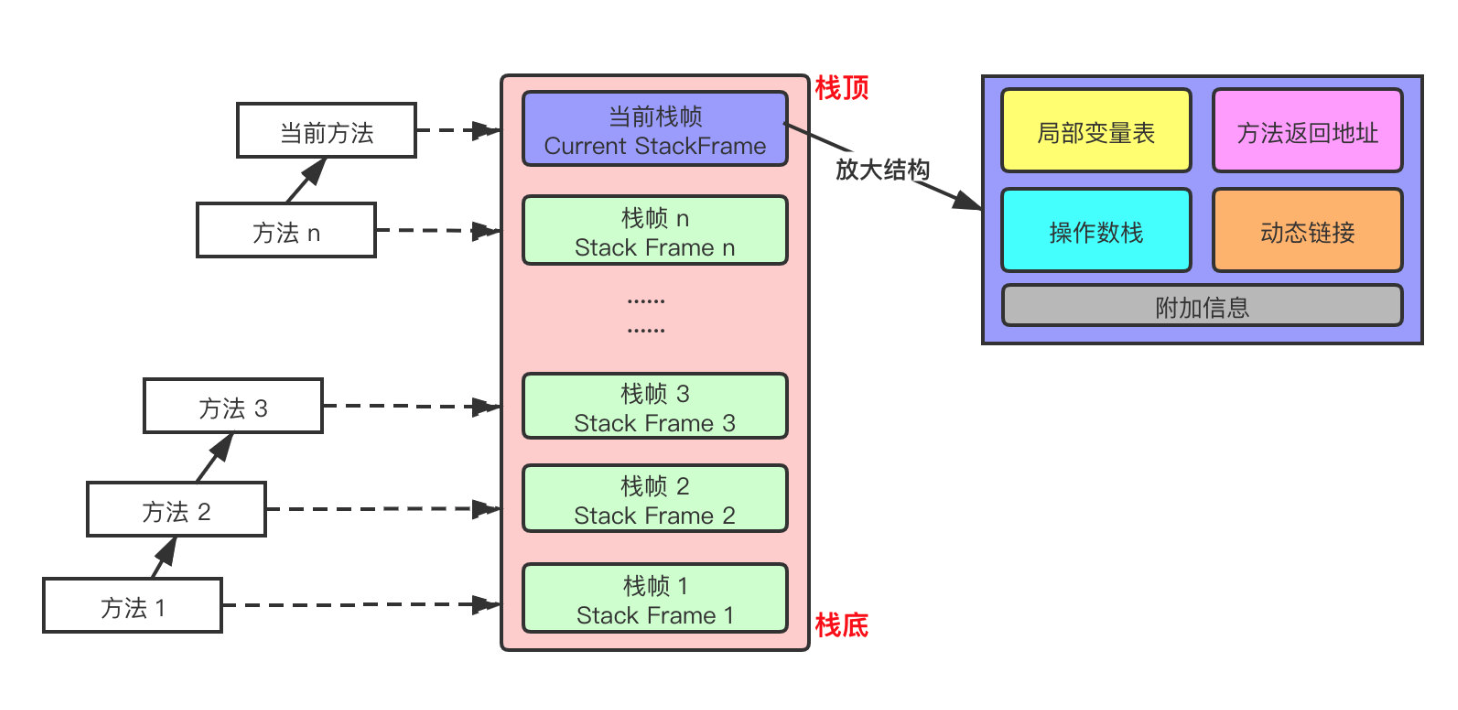 栈顶
当前方法
当前栈帧
Current StackFrame
局部变量表
方法返回地址
放大结构
方法 n
栈帧 n
Stack Frame n
操作数栈
动态链接
......
......
附加信息
方法 3
栈帧 3
Stack Frame 3
方法 2
栈帧 2
Stack Frame 2
方法 1
栈帧 1
Stack Frame 1
栈底